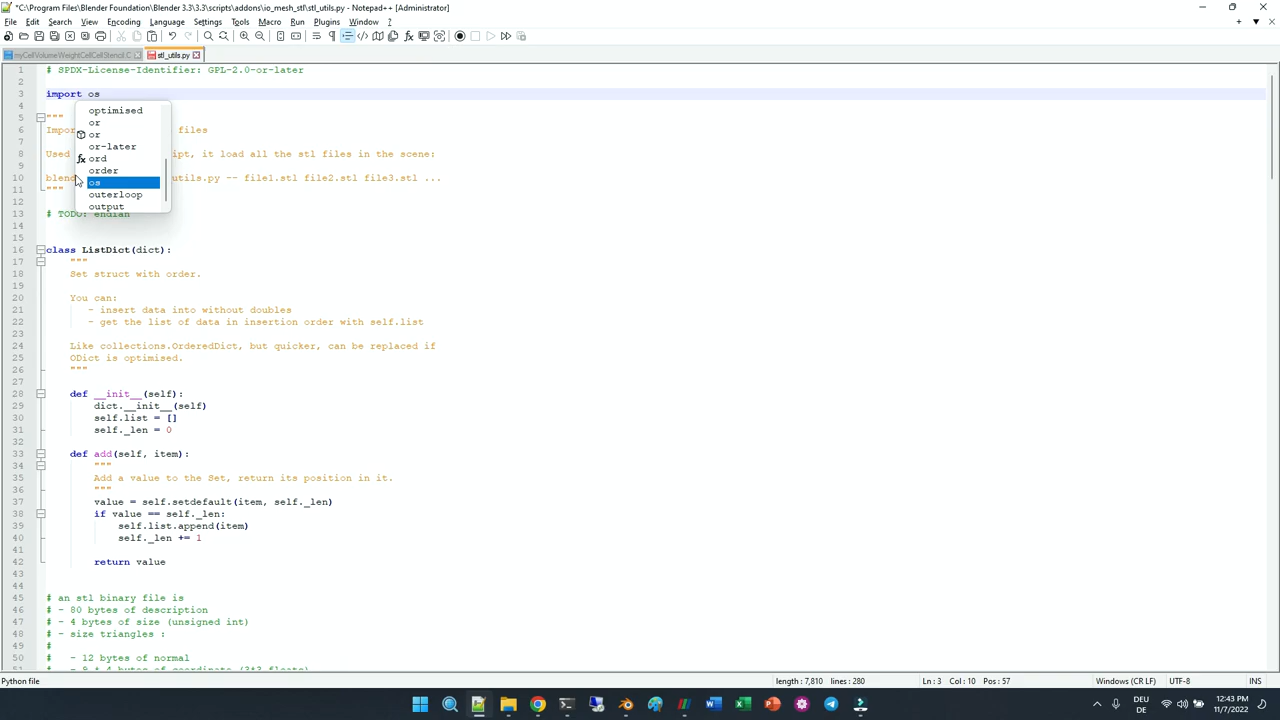 *C:\Program Files\Blender Foundation\Blender 3.3\3.3\scripts\addons\io_mesh_stl\stl_utils.py - Notepad++ [Administrator]
File Edit Search View Encoding Language Settings Tools Macro Run Plugins Window ?
myCellVolumeWeightCellCellStencil.C stl_utils.py
1 # SPDX-License-Identifier: GPL-2.0-or-later
2
3 import os
4
5 """
6 Impor files
7
8 Used ipt, it load all the stl files in the scene:
9
10 blend utils.py -- file1.stl file2.stl file3.stl ...
11 """
12
13 # TODO: endian
14
15
16 class ListDict(dict):
17 """
18 Set struct with order.
19
20 You can:
21 - insert data into without doubles
22 - get the list of data in insertion order with self.list
23
24 Like collections.OrderedDict, but quicker, can be replaced if
25 ODict is optimised.
26 """
27
28 def __init__(self):
29 dict.__init__(self)
30 self.list = []
31 self._len = 0
32
33 def add(self, item):
34 """
35 Add a value to the Set, return its position in it.
36 """
37 value = self.setdefault(item, self._len)
38 if value == self._len:
39 self.list.append(item)
40 self._len += 1
41
42 return value
43
44
45 # an stl binary file is
46 # - 80 bytes of description
47 # - 4 bytes of size (unsigned int)
48 # - size triangles :
49 #
50 # - 12 bytes of normal
51 # - 9 * 4 bytes of coordinate (3*3 floats)
optimised
or
or
or-later
fx ord
order
os
outerloop
output
Python file length : 7,810 lines : 280 Ln : 3 Col : 10 Pos : 57 Windows (CR LF) UTF-8 INS
DEU
DE
12:43 PM
11/7/2022